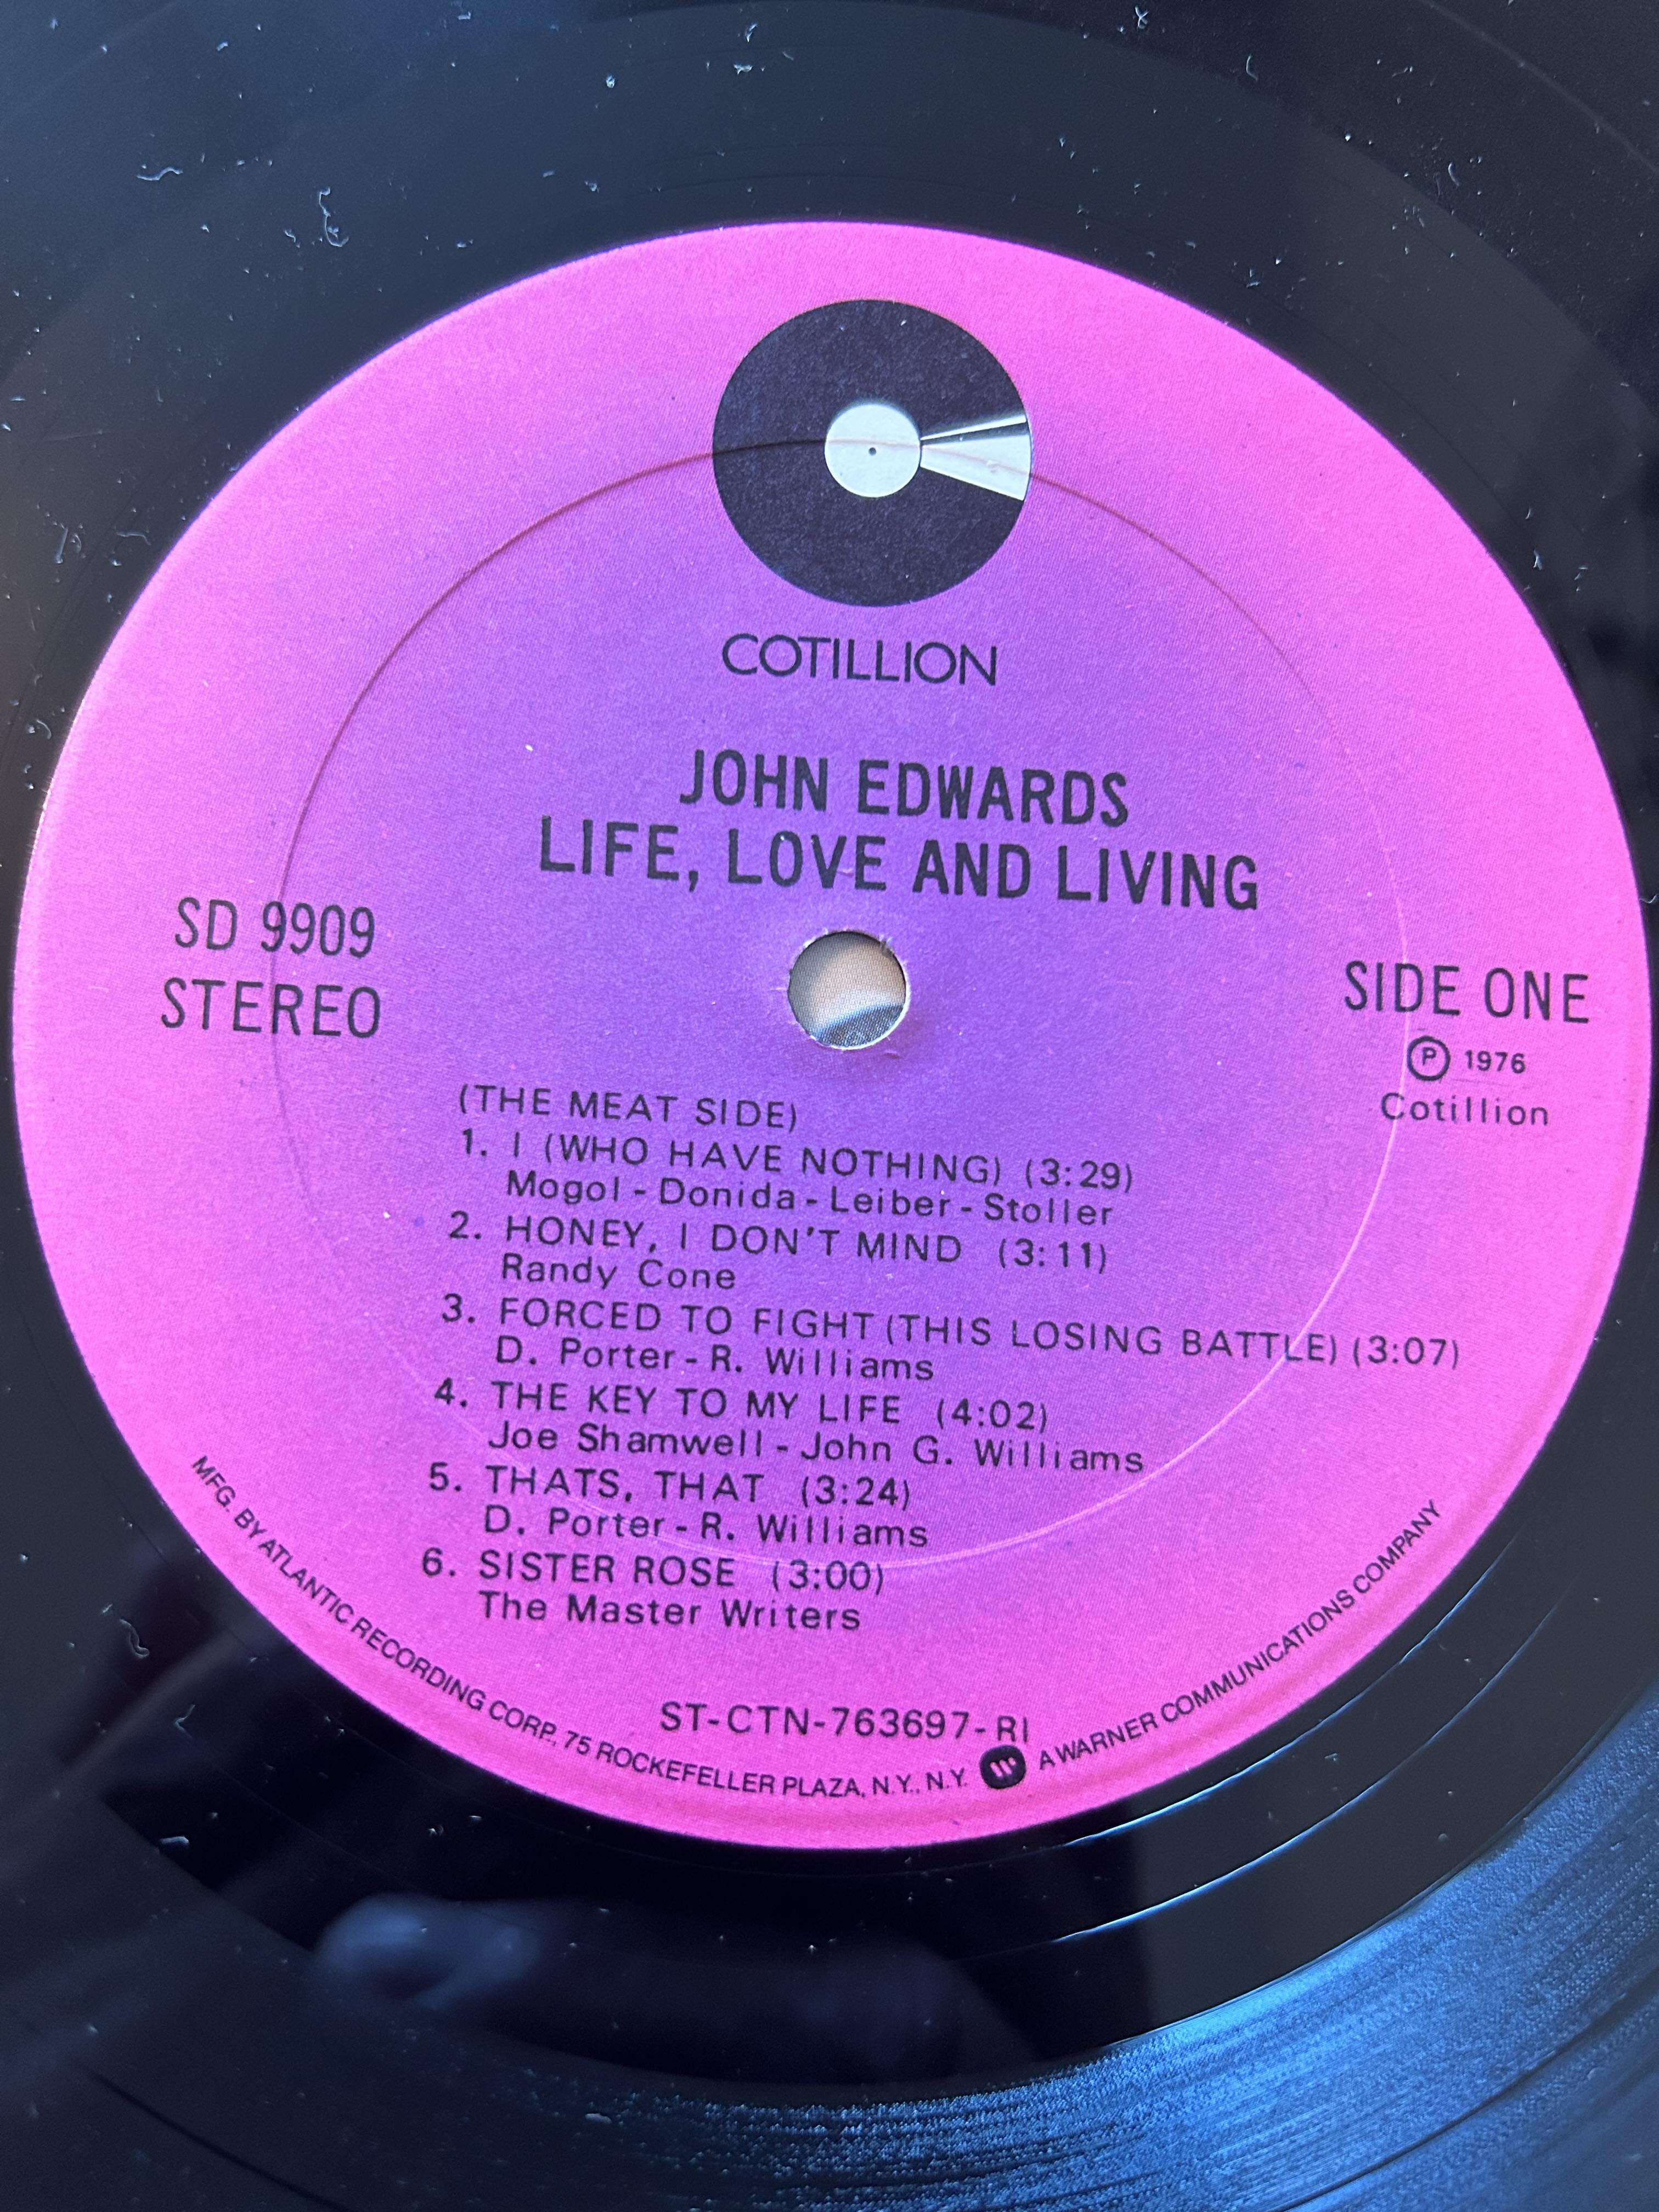 COTILLION
JOHN EDWARDS
LIFE, LOVE AND LIVING
SD 9909
STEREO
SIDE ONE
Ⓟ 1976
Cotillion
(THE MEAT SIDE)
1. I (WHO HAVE NOTHING) (3:29)
Mogol - Donida - Leiber - Stoller
2. HONEY, I DON'T MIND (3:11)
Randy Cone
3. FORCED TO FIGHT (THIS LOSING BATTLE) (3:07)
D. Porter - R. Williams
4. THE KEY TO MY LIFE (4:02)
Joe Shamwell - John G. Williams
5. THATS, THAT (3:24)
D. Porter - R. Williams
6. SISTER ROSE (3:00)
The Master Writers
ST-CTN-763697-RI
MFG. BY ATLANTIC RECORDING CORP., 75 ROCKEFELLER PLAZA, N.Y., N.Y. A WARNER COMMUNICATIONS COMPANY